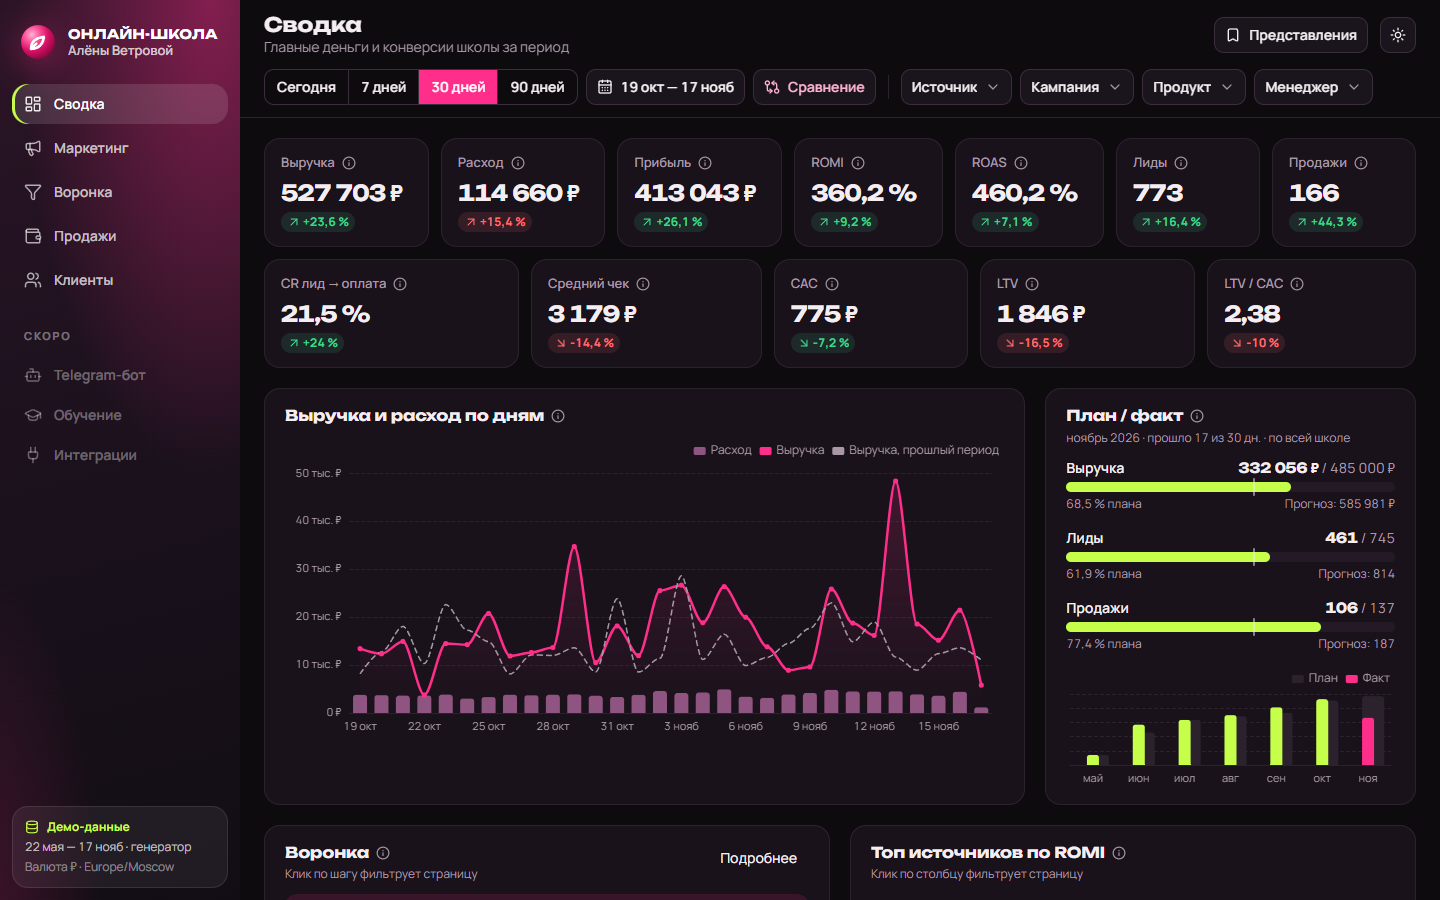 ОНЛАЙН-ШКОЛА
Алёны Ветровой
Сводка
Маркетинг
Воронка
Продажи
Клиенты
СКОРО
Telegram-бот
Обучение
Интеграции
Демо-данные
22 мая — 17 нояб · генератор
Валюта ₽ · Europe/Moscow
Сводка
Главные деньги и конверсии школы за период
Представления
Сегодня 7 дней 30 дней 90 дней 19 окт — 17 нояб Сравнение Источник Кампания Продукт Менеджер
Выручка
527 703 ₽
+23,6 %
Расход
114 660 ₽
+15,4 %
Прибыль
413 043 ₽
+26,1 %
ROMI
360,2 %
+9,2 %
ROAS
460,2 %
+7,1 %
Лиды
773
+16,4 %
Продажи
166
+44,3 %
CR лид → оплата
21,5 %
+24 %
Средний чек
3 179 ₽
-14,4 %
CAC
775 ₽
-7,2 %
LTV
1 846 ₽
-16,5 %
LTV / CAC
2,38
-10 %
Выручка и расход по дням
Расход Выручка Выручка, прошлый период
50 тыс. ₽
40 тыс. ₽
30 тыс. ₽
20 тыс. ₽
10 тыс. ₽
0 ₽
19 окт 22 окт 25 окт 28 окт 31 окт 3 нояб 6 нояб 9 нояб 12 нояб 15 нояб
План / факт
ноябрь 2026 · прошло 17 из 30 дн. · по всей школе
Выручка 332 056 ₽ / 485 000 ₽
68,5 % плана Прогноз: 585 981 ₽
Лиды 461 / 745
61,9 % плана Прогноз: 814
Продажи 106 / 137
77,4 % плана Прогноз: 187
План Факт
май июн июл авг сен окт ноя
Воронка
Клик по шагу фильтрует страницу
Подробнее
Топ источников по ROMI
Клик по столбцу фильтрует страницу